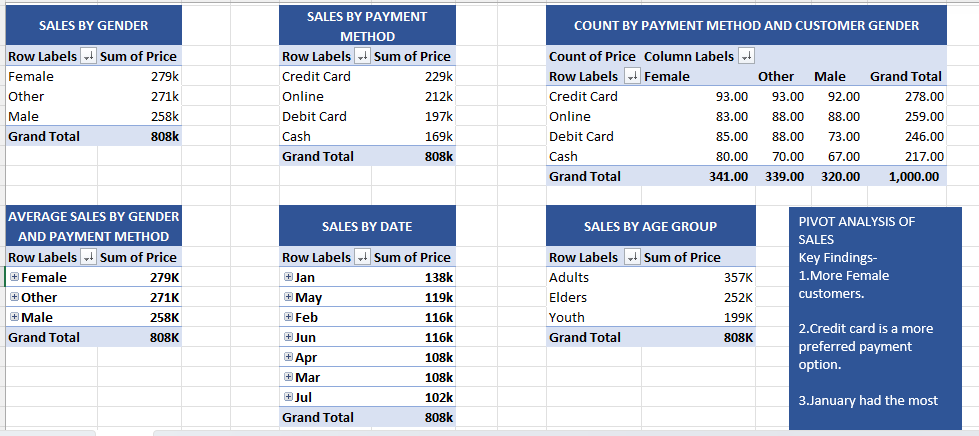 SALES BY GENDER
Row Labels Sum of Price
Female 279k
Other 271k
Male 258k
Grand Total 808k
SALES BY PAYMENT
METHOD
Row Labels Sum of Price
Credit Card 229k
Online 212k
Debit Card 197k
Cash 169k
Grand Total 808k
COUNT BY PAYMENT METHOD AND CUSTOMER GENDER
Count of Price Column Labels
Row Labels Female Other Male Grand Total
Credit Card 93.00 93.00 92.00 278.00
Online 83.00 88.00 88.00 259.00
Debit Card 85.00 88.00 73.00 246.00
Cash 80.00 70.00 67.00 217.00
Grand Total 341.00 339.00 320.00 1,000.00
AVERAGE SALES BY GENDER
AND PAYMENT METHOD
Row Labels Sum of Price
Female 279K
Other 271K
Male 258K
Grand Total 808K
SALES BY DATE
Row Labels Sum of Price
Jan 138k
May 119k
Feb 116k
Jun 116k
Apr 108k
Mar 108k
Jul 102k
Grand Total 808k
SALES BY AGE GROUP
Row Labels Sum of Price
Adults 357K
Elders 252K
Youth 199K
Grand Total 808K
PIVOT ANALYSIS OF
SALES
Key Findings-
1.More Female
customers.
2.Credit card is a more
preferred payment
option.
3.January had the most